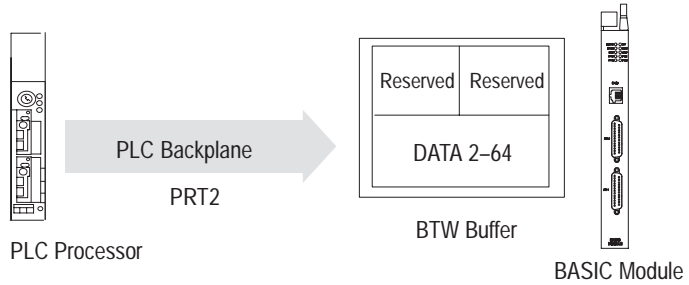 Reserved Reserved
PLC Backplane
DATA 2–64
PRT2
BTW Buffer
PLC Processor
BASIC Module